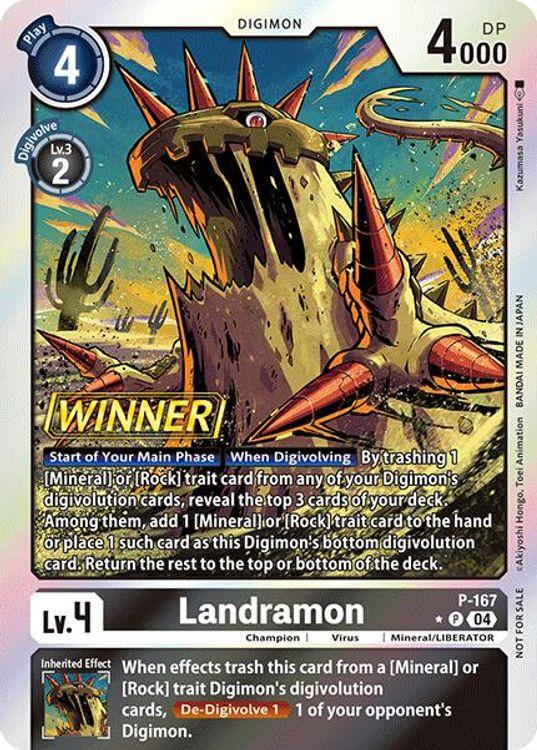 Play
4
DIGIMON
DP
4000
Digivolve
Lv.3
2
Kazumasa Yasukuni
WINNER
Start of Your Main Phase When Digivolving By trashing 1
[Mineral] or [Rock] trait card from any of your Digimon's
digivolution cards, reveal the top 3 cards of your deck.
Among them, add 1 [Mineral] or [Rock] trait card to the hand
or place 1 such card as this Digimon's bottom digivolution
card. Return the rest to the top or bottom of the deck.
©Akiyoshi Hongo, Toei Animation BANDAI MADE IN JAPAN
NOT FOR SALE
Lv.4
Landramon
P-167
P 04
Champion Virus Mineral/LIBERATOR
Inherited Effect
When effects trash this card from a [Mineral] or
[Rock] trait Digimon's digivolution
cards, De-Digivolve 1 1 of your opponent's
Digimon.